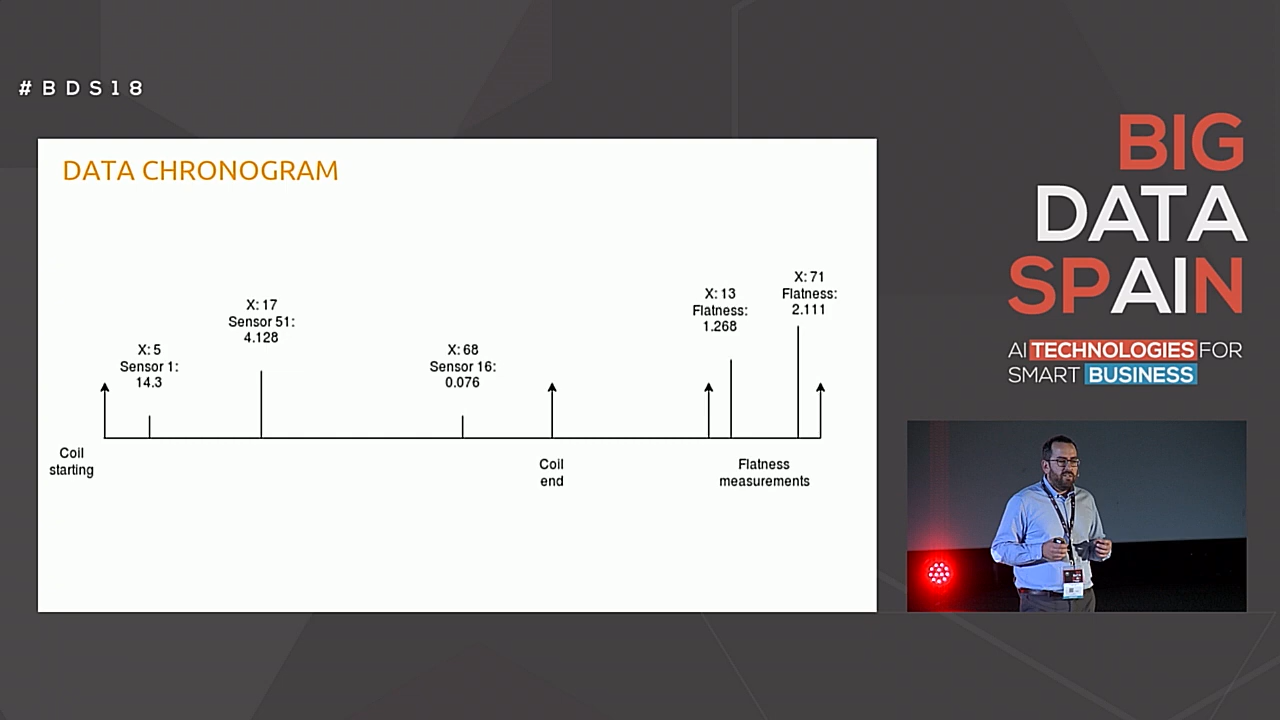 #BDS18
DATA CHRONOGRAM
X: 5
Sensor 1:
14.3
X: 17
Sensor 51:
4.128
X: 68
Sensor 16:
0.076
X: 13
Flatness:
1.268
X: 71
Flatness:
2.111
Coil
starting
Coil
end
Flatness
measurements
BIG
DATA
SPAIN
AI TECHNOLOGIES FOR
SMART BUSINESS